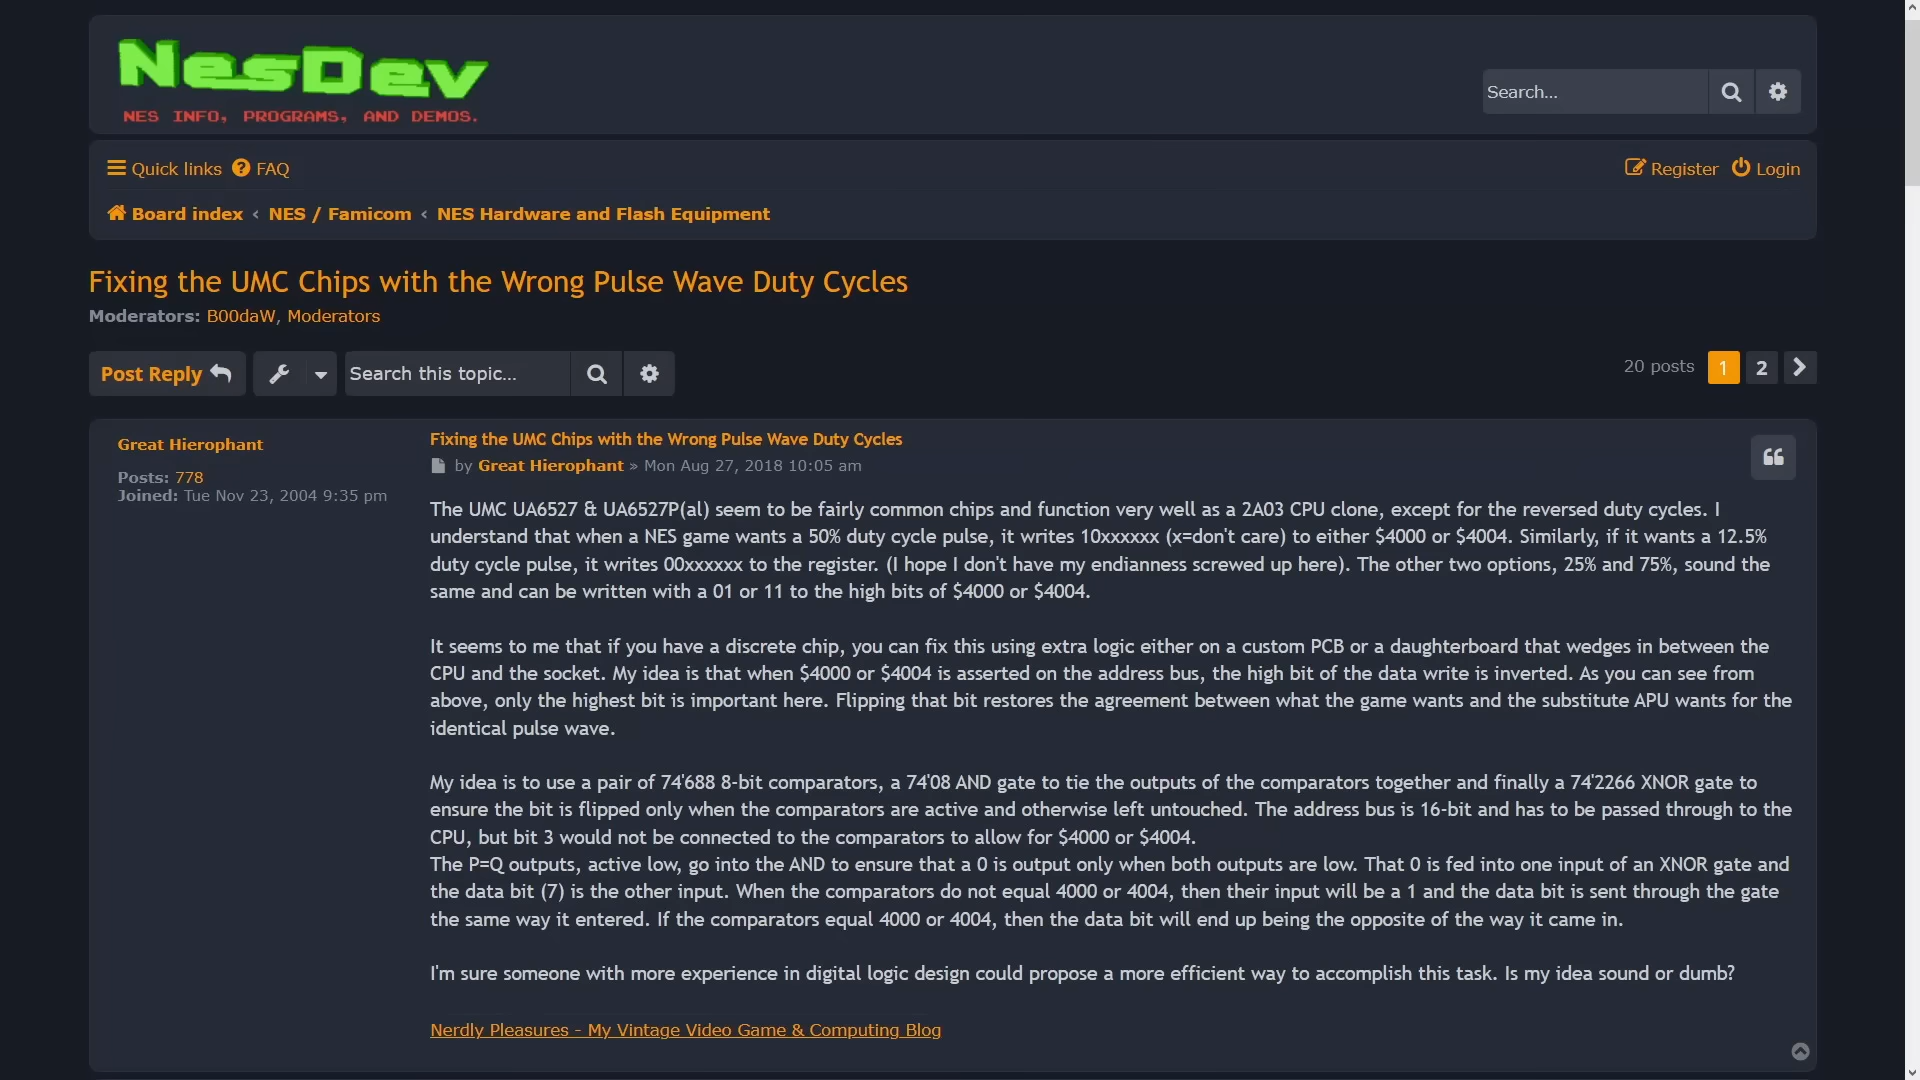 NesDev
NES INFO, PROGRAMS, AND DEMOS.
Search...
Quick links FAQ
Register Login
Board index ‹ NES / Famicom ‹ NES Hardware and Flash Equipment
Fixing the UMC Chips with the Wrong Pulse Wave Duty Cycles
Moderators: B00daW, Moderators
Post Reply Search this topic...
20 posts 1 2
Great Hierophant
Posts: 778
Joined: Tue Nov 23, 2004 9:35 pm
Fixing the UMC Chips with the Wrong Pulse Wave Duty Cycles
by Great Hierophant » Mon Aug 27, 2018 10:05 am
The UMC UA6527 & UA6527P(al) seem to be fairly common chips and function very well as a 2A03 CPU clone, except for the reversed duty cycles. I
understand that when a NES game wants a 50% duty cycle pulse, it writes 10xxxxxx (x=don't care) to either $4000 or $4004. Similarly, if it wants a 12.5%
duty cycle pulse, it writes 00xxxxxx to the register. (I hope I don't have my endianness screwed up here). The other two options, 25% and 75%, sound the
same and can be written with a 01 or 11 to the high bits of $4000 or $4004.
It seems to me that if you have a discrete chip, you can fix this using extra logic either on a custom PCB or a daughterboard that wedges in between the
CPU and the socket. My idea is that when $4000 or $4004 is asserted on the address bus, the high bit of the data write is inverted. As you can see from
above, only the highest bit is important here. Flipping that bit restores the agreement between what the game wants and the substitute APU wants for the
identical pulse wave.
My idea is to use a pair of 74'688 8-bit comparators, a 74'08 AND gate to tie the outputs of the comparators together and finally a 74'2266 XNOR gate to
ensure the bit is flipped only when the comparators are active and otherwise left untouched. The address bus is 16-bit and has to be passed through to the
CPU, but bit 3 would not be connected to the comparators to allow for $4000 or $4004.
The P=Q outputs, active low, go into the AND to ensure that a 0 is output only when both outputs are low. That 0 is fed into one input of an XNOR gate and
the data bit (7) is the other input. When the comparators do not equal 4000 or 4004, then their input will be a 1 and the data bit is sent through the gate
the same way it entered. If the comparators equal 4000 or 4004, then the data bit will end up being the opposite of the way it came in.
I'm sure someone with more experience in digital logic design could propose a more efficient way to accomplish this task. Is my idea sound or dumb?
Nerdly Pleasures - My Vintage Video Game & Computing Blog